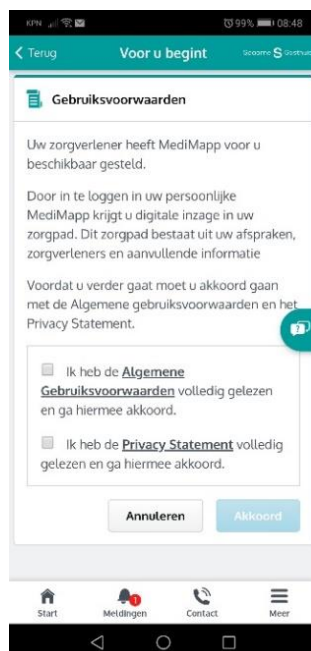 KPN 99% 08:48
Terug Voor u begint
Gebruiksvoorwaarden
Uw zorgverlener heeft MediMapp voor u
beschikbaar gesteld.
Door in te loggen in uw persoonlijke
MediMapp krijgt u digitale inzage in uw
zorgpad. Dit zorgpad bestaat uit uw afspraken,
zorgverleners en aanvullende informatie
Voordat u verder gaat moet u akkoord gaan
met de Algemene gebruiksvoorwaarden en het
Privacy Statement.
Ik heb de Algemene
Gebruiksvoorwaarden volledig gelezen
en ga hiermee akkoord.
Ik heb de Privacy Statement volledig
gelezen en ga hiermee akkoord.
Annuleren Akkoord
1
Start Meldingen Contact Meer